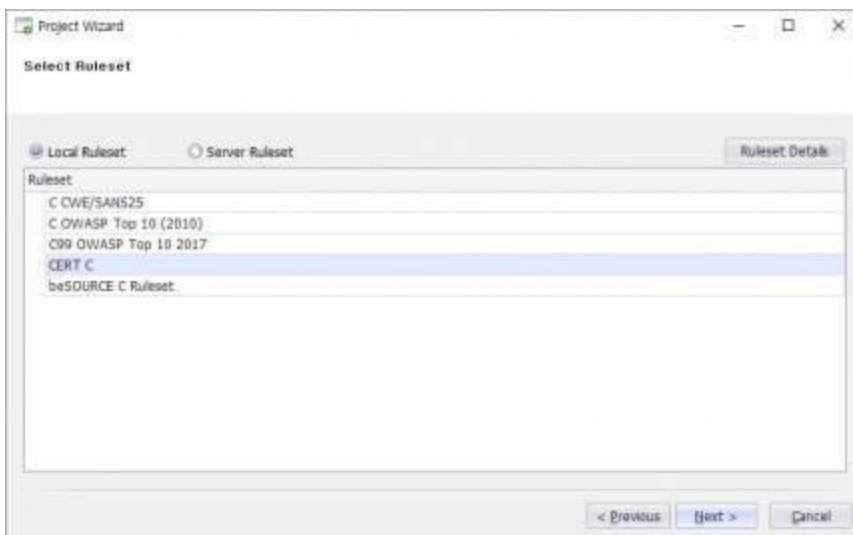 Project Wizard
Select Ruleset
Local Ruleset
Server Ruleset
Ruleset Details
Ruleset
C CWE/SANS25
C OWASP Top 10 (2010)
C99 OWASP Top 10 2017
CERT C
beSOURCE C Ruleset
< Previous
Next >
Cancel